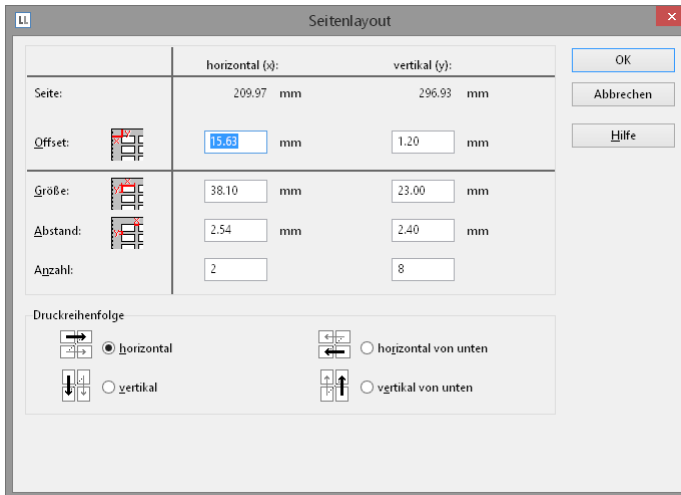 LL Seitenlayout x
horizontal (x): vertikal (y):
Seite: 209.97 mm 296.93 mm
Offset: 15.63 mm 1.20 mm
Größe: 38.10 mm 23.00 mm
Abstand: 2.54 mm 2.40 mm
Anzahl: 2 8
OK
Abbrechen
Hilfe
Druckreihenfolge
horizontal horizontal von unten
vertikal vertikal von unten